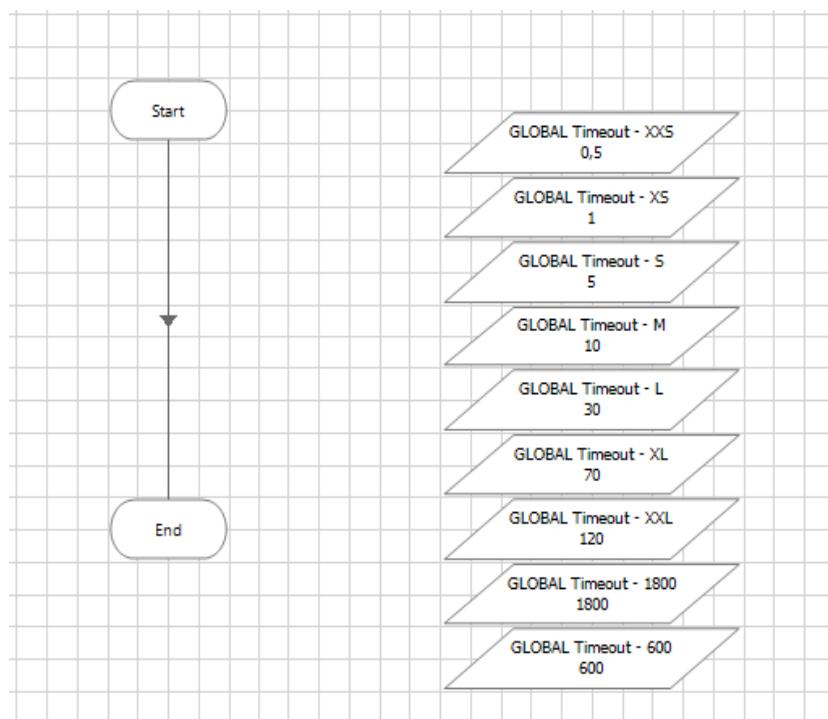 Start
GLOBAL Timeout - XXS
0,5
GLOBAL Timeout - XS
1
GLOBAL Timeout - S
5
GLOBAL Timeout - M
10
GLOBAL Timeout - L
30
GLOBAL Timeout - XL
70
GLOBAL Timeout - XXL
120
End
GLOBAL Timeout - 1800
1800
GLOBAL Timeout - 600
600